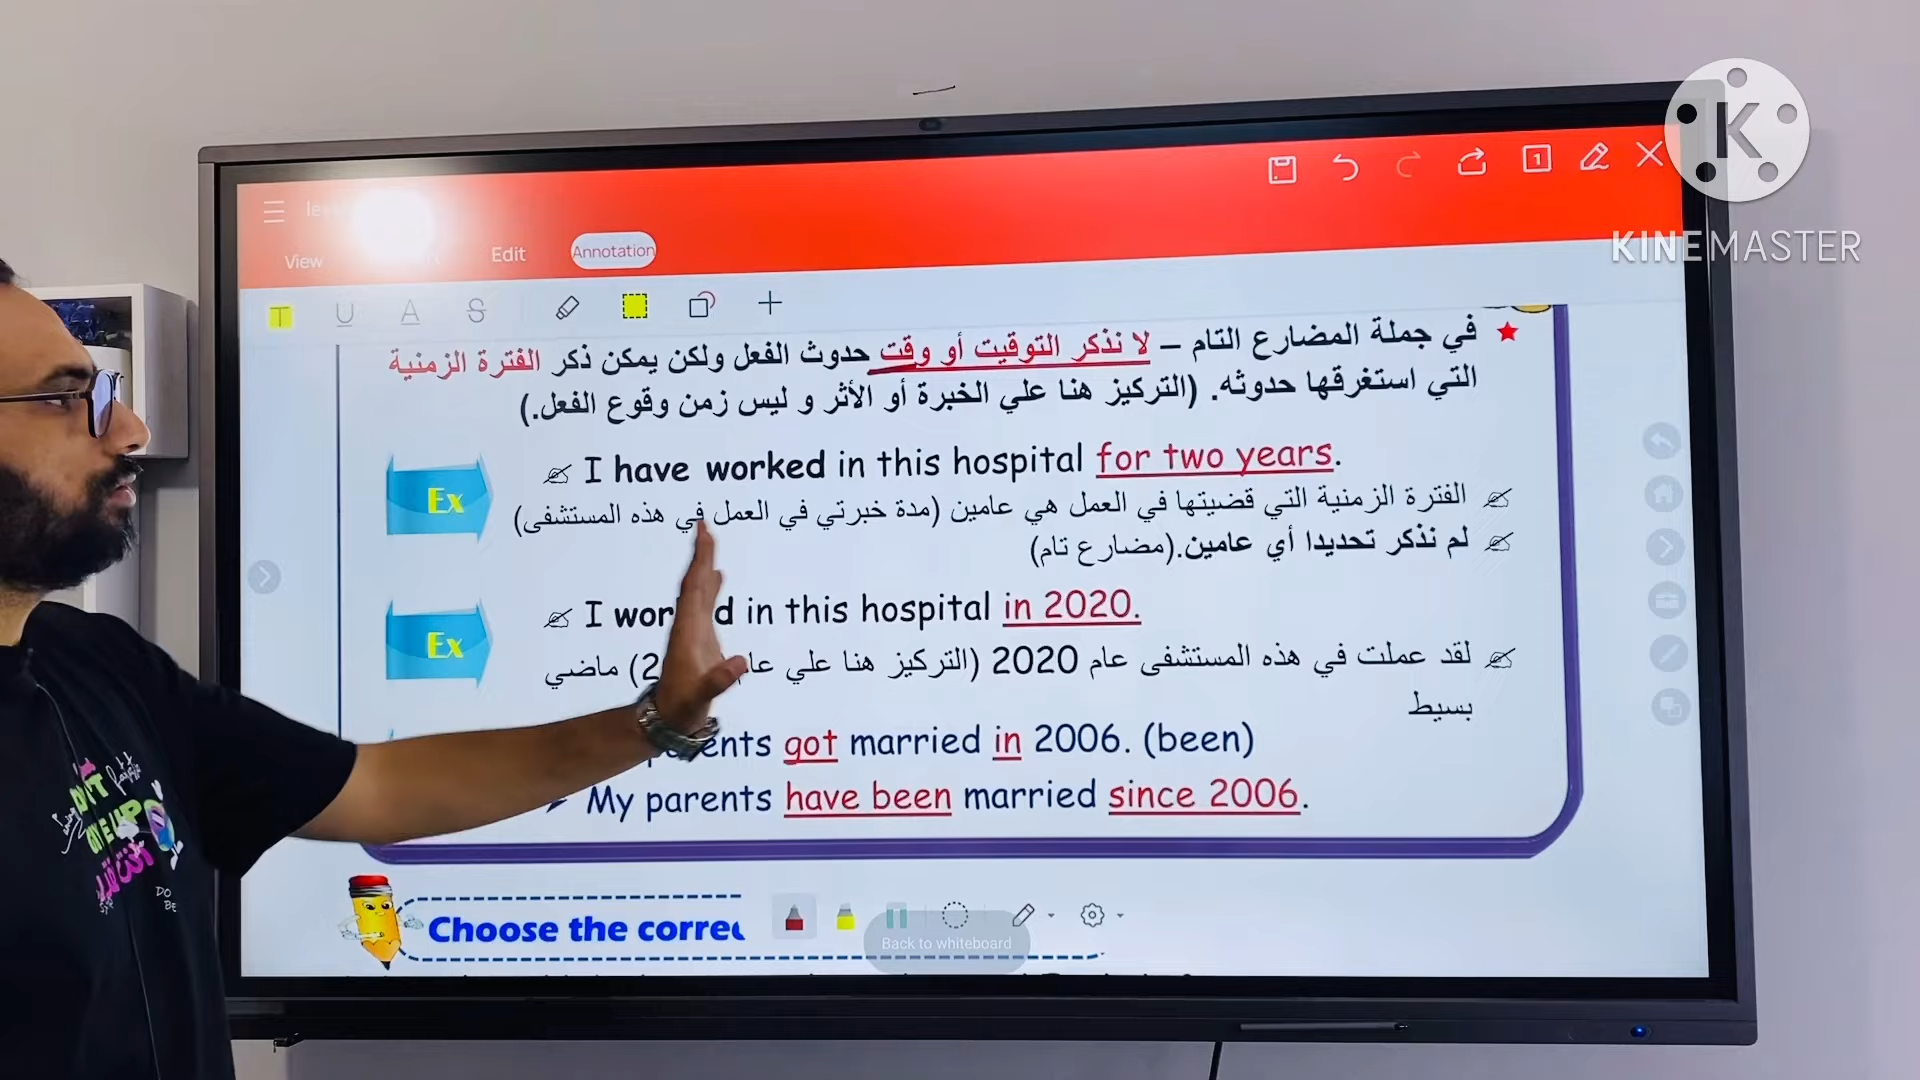 KINEMASTER
View
Edit
Annotation
في جملة المضارع التام – لا نذكر التوقيت أو وقت حدوث الفعل ولكن يمكن ذكر الفترة الزمنية
التي استغرقها حدوثه. (التركيز هنا علي الخبرة أو الأثر و ليس زمن وقوع الفعل.)
Ex
I have worked in this hospital for two years.
الفترة الزمنية التي قضيتها في العمل هي عامين (مدة خبرتي في العمل في هذه المستشفى)
لم نذكر تحديدا أي عامين.(مضارع تام)
Ex
I in this hospital in 2020.
لقد عملت في هذه المستشفى عام 2020 (التركيز هنا علي ماضي
بسيط
got married in 2006. (been)
My parents have been married since 2006.
Choose the
Back to whiteboard